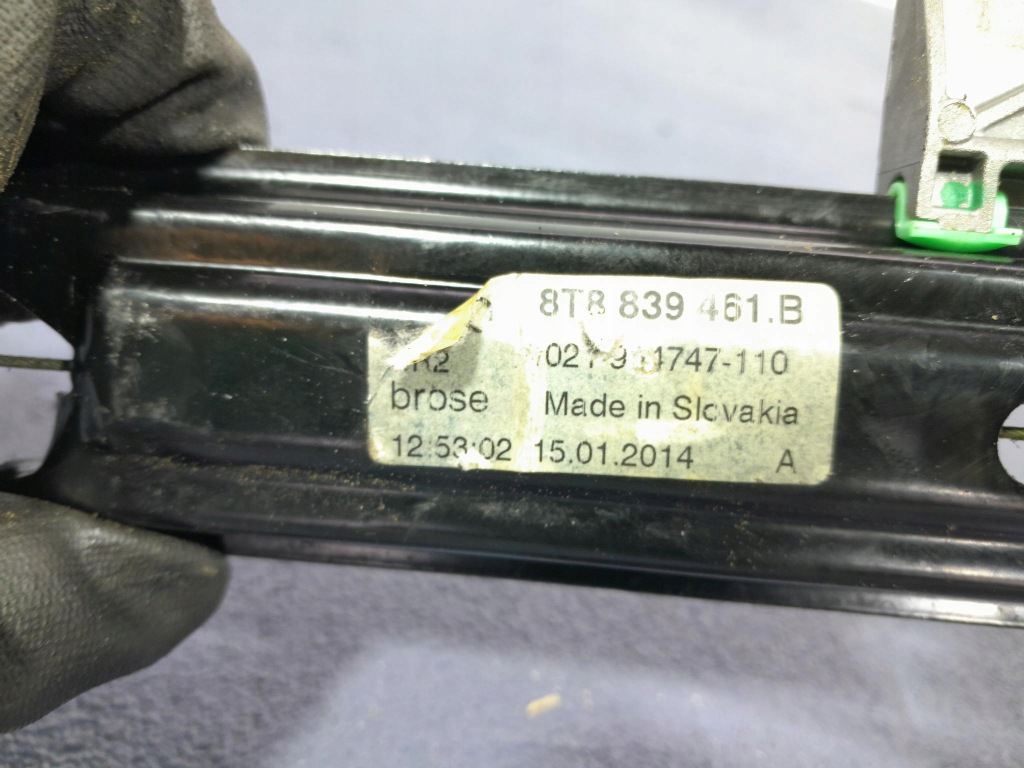 8T8 839 461.B
brose Made in Slovakia
12:53:02 15.01.2014 A